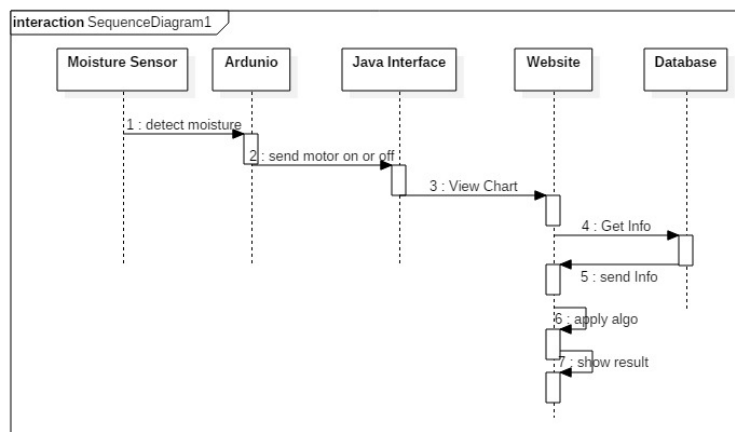 interaction SequenceDiagram1
Moisture Sensor
Ardunio
Java Interface
Website
Database
1 : detect moisture
2 : send motor on or off
3 : View Chart
4 : Get Info
5 : send Info
6 : apply algo
7 : show result